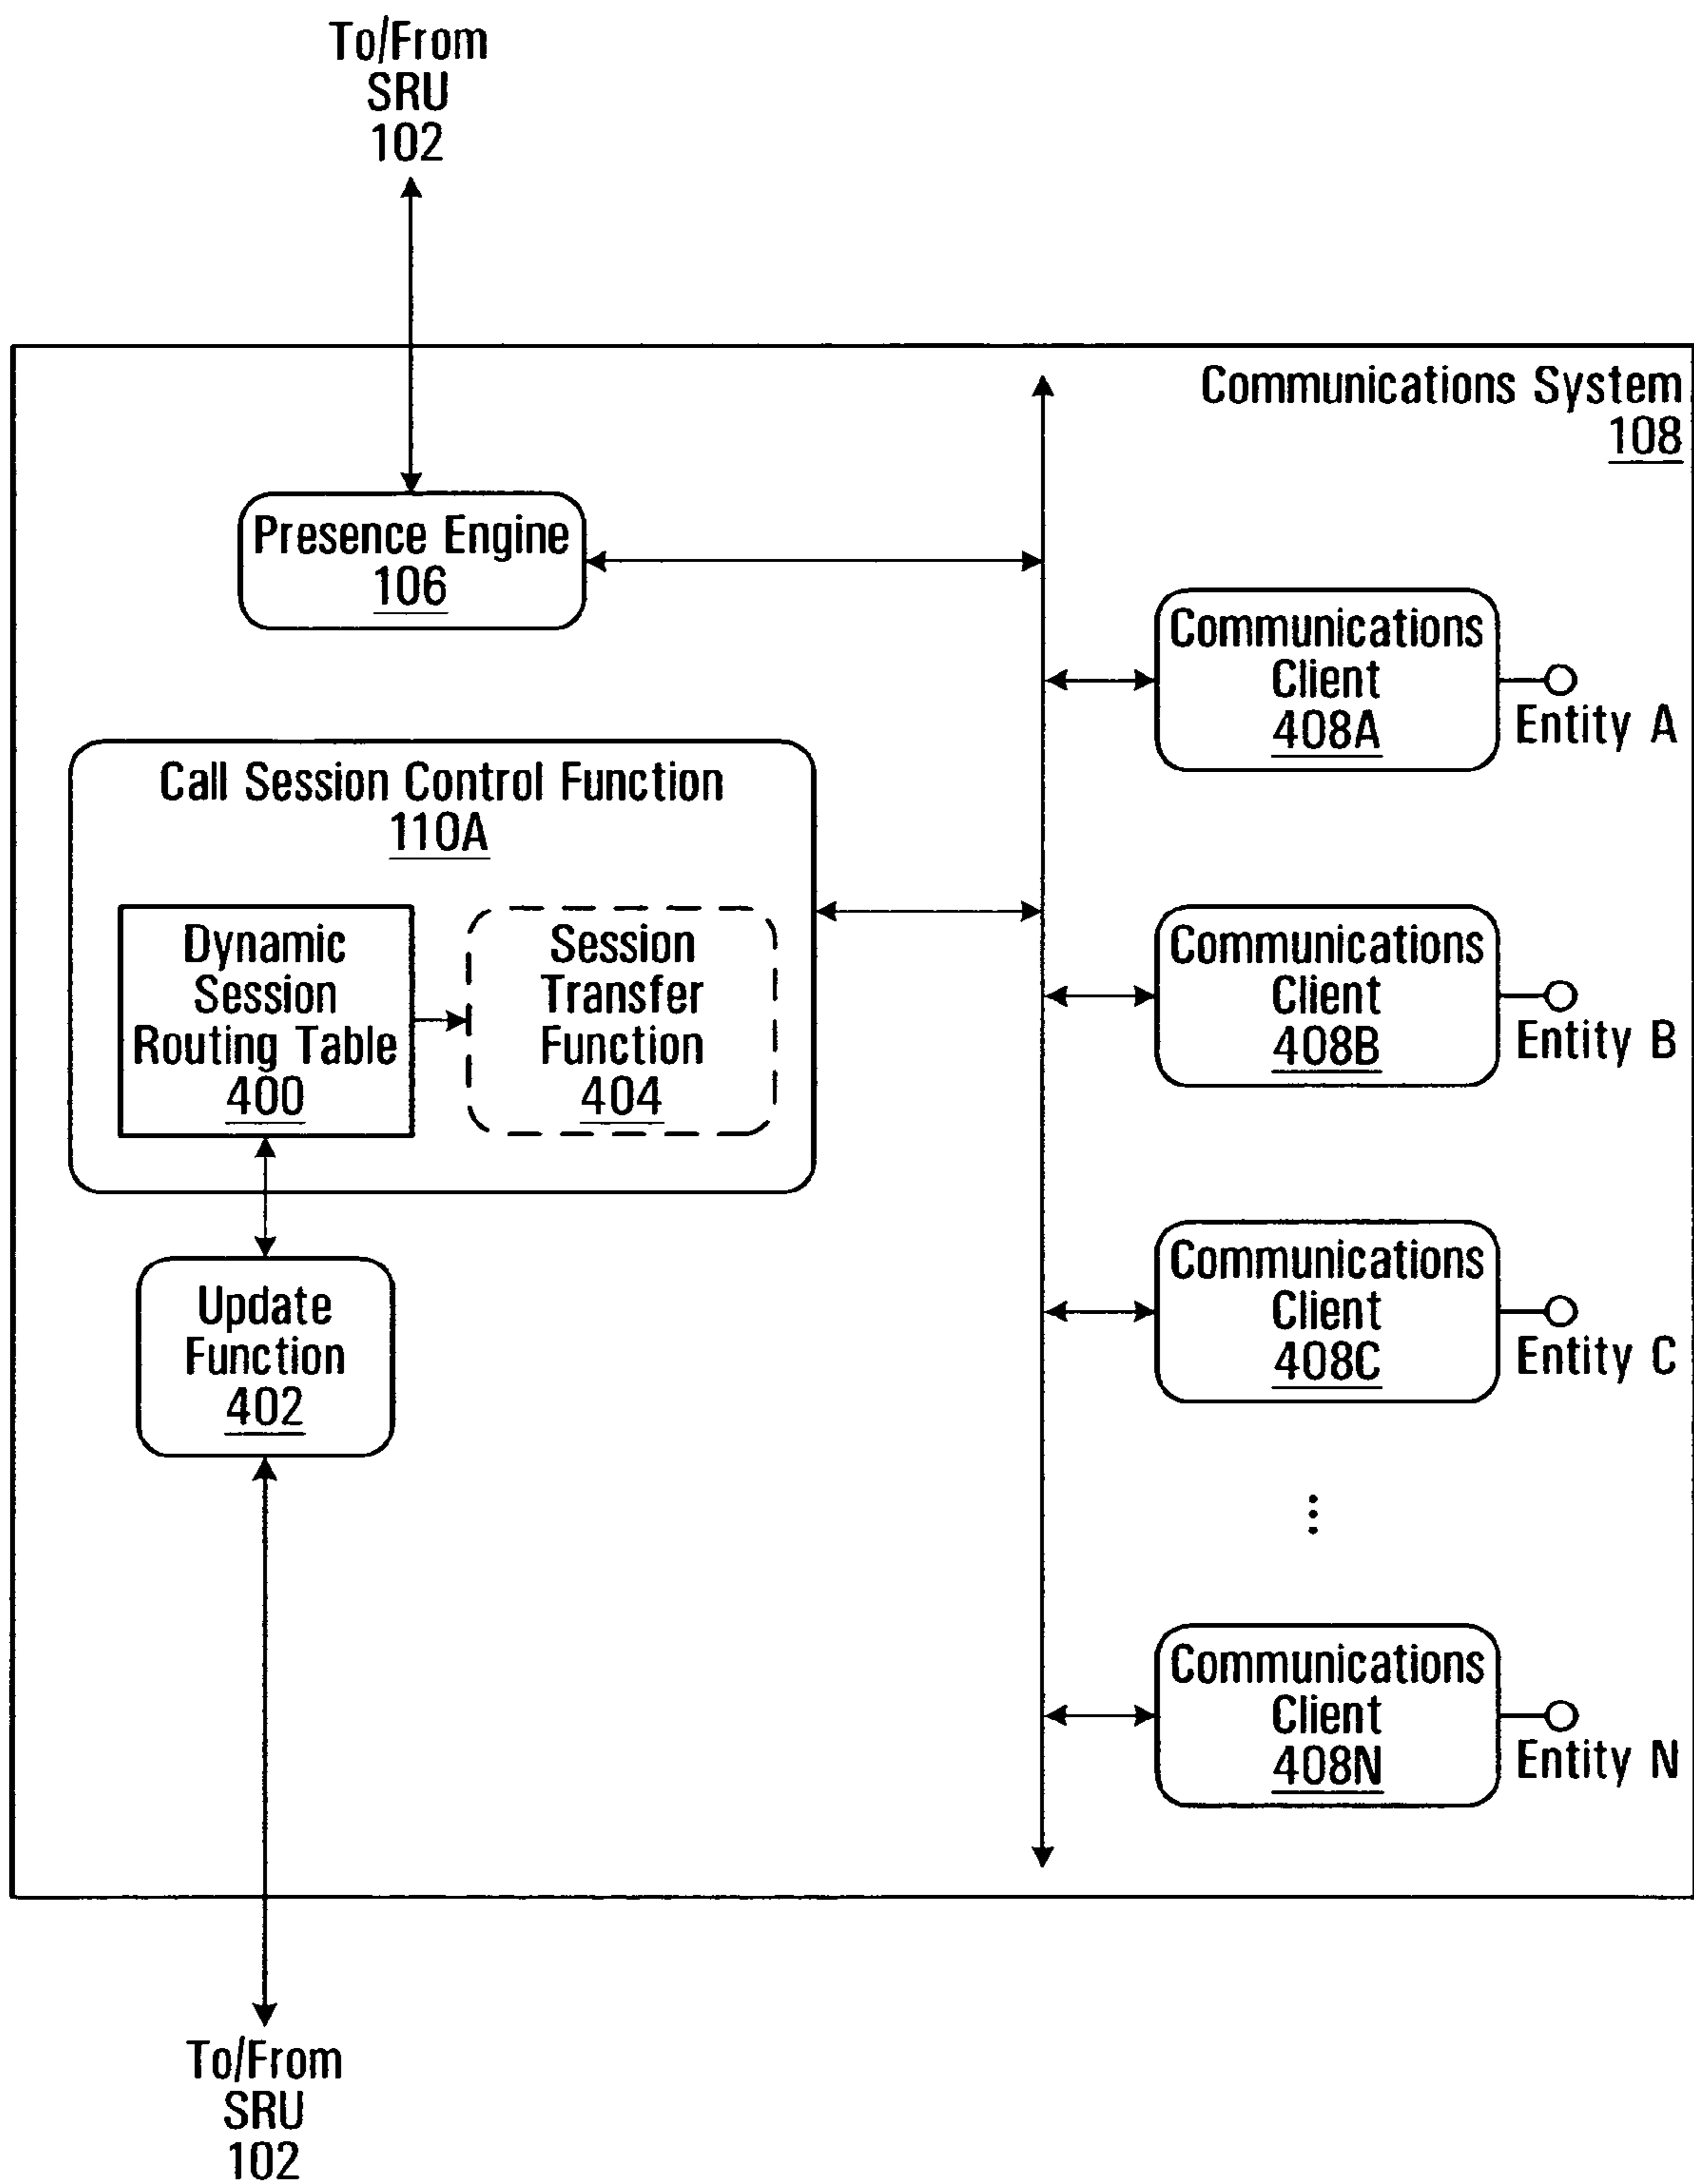 To/From
SRU
102
Communications System
108
Presence Engine
106
Communications
Client
408A
Entity A
Call Session Control Function
110A
Dynamic
Session
Routing Table
400
Session
Transfer
Function
404
Communications
Client
408B
Entity B
Update
Function
402
Communications
Client
408C
Entity C
Communications
Client
408N
Entity N
To/From
SRU
102